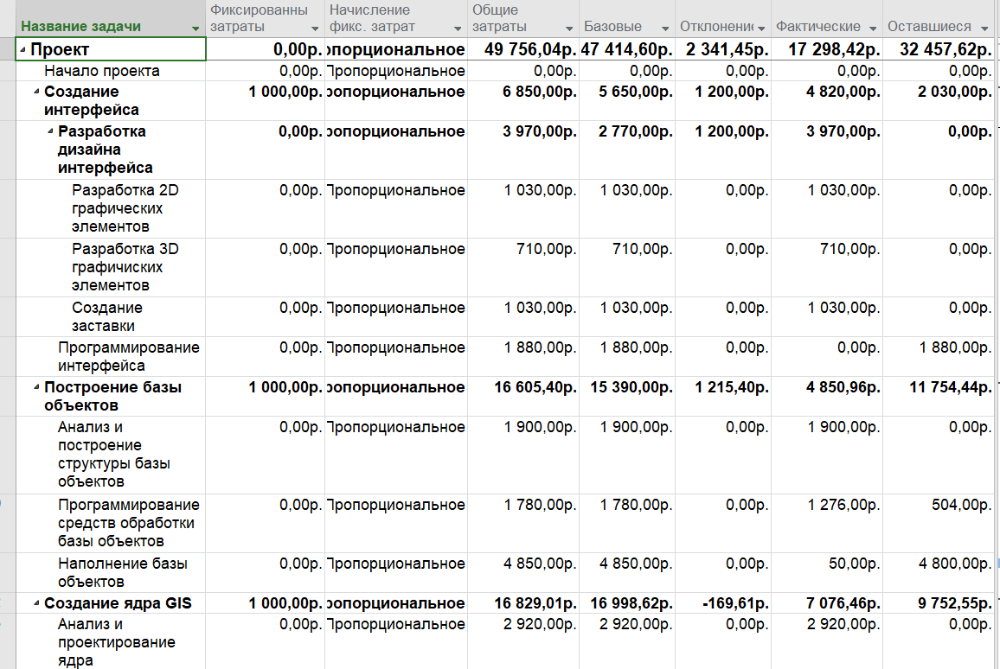 Фиксированны Начисление Общие
Название задачи затраты фикс. затрат затраты Базовые Отклонени Фактические Оставшиеся
Проект 0,00р. опорциональное 49 756,04р. 47 414,60р. 2 341,45р. 17 298,42р. 32 457,62р.
Начало проекта 0,00р. Пропорциональное 0,00р. 0,00р. 0,00р. 0,00р. 0,00р.
Создание 1 000,00р. ропорциональное 6 850,00р. 5 650,00р. 1 200,00р. 4 820,00р. 2 030,00р.
интерфейса
Разработка 0,00р. ропорциональное 3 970,00р. 2 770,00р. 1 200,00р. 3 970,00р. 0,00р.
дизайна
интерфейса
Разработка 2D 0,00р. Пропорциональное 1 030,00р. 1 030,00р. 0,00р. 1 030,00р. 0,00р.
графических
элементов
Разработка 3D 0,00р. Пропорциональное 710,00р. 710,00р. 0,00р. 710,00р. 0,00р.
графичиских
элементов
Создание 0,00р. Пропорциональное 1 030,00р. 1 030,00р. 0,00р. 1 030,00р. 0,00р.
заставки
Программирование 0,00р. Пропорциональное 1 880,00р. 1 880,00р. 0,00р. 0,00р. 1 880,00р.
интерфейса
Построение базы 1 000,00р. ропорциональное 16 605,40р. 15 390,00р. 1 215,40р. 4 850,96р. 11 754,44р.
объектов
Анализ и 0,00р. Пропорциональное 1 900,00р. 1 900,00р. 0,00р. 1 900,00р. 0,00р.
построение
структуры базы
объектов
Программирование 0,00р. Пропорциональное 1 780,00р. 1 780,00р. 0,00р. 1 276,00р. 504,00р.
средств обработки
базы объектов
Наполнение базы 0,00р. Пропорциональное 4 850,00р. 4 850,00р. 0,00р. 50,00р. 4 800,00р.
объектов
Создание ядра GIS 1 000,00р. ропорциональное 16 829,01р. 16 998,62р. -169,61р. 7 076,46р. 9 752,55р.
Анализ и 0,00р. Пропорциональное 2 920,00р. 2 920,00р. 0,00р. 2 920,00р. 0,00р.
проектирование
ядра